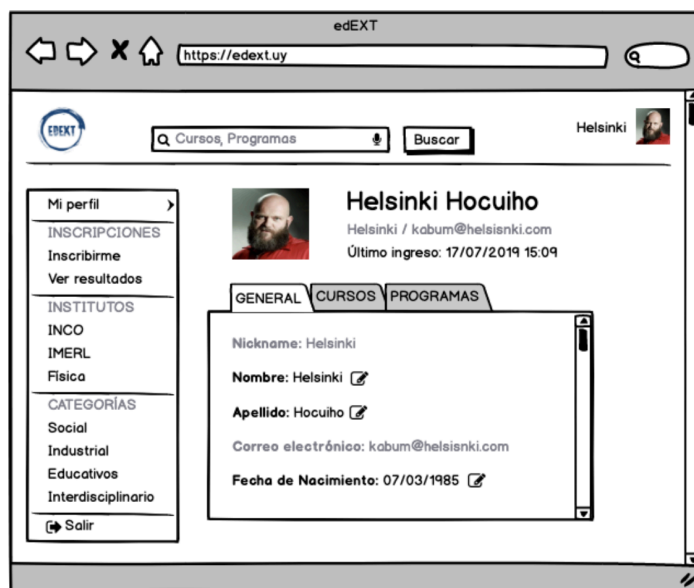 edEXT
https://edext.uy
EDEXT
Cursos, Programas
Buscar
Helsinki
Mi perfil
INSCRIPCIONES
Inscribirme
Ver resultados
INSTITUTOS
INCO
IMERL
Física
CATEGORÍAS
Social
Industrial
Educativos
Interdisciplinario
Salir
Helsinki Hocuiho
Helsinki / kabum@helsisnki.com
Último ingreso: 17/07/2019 15:09
GENERAL CURSOS PROGRAMAS
Nickname: Helsinki
Nombre: Helsinki
Apellido: Hocuiho
Correo electrónico: kabum@helsisnki.com
Fecha de Nacimiento: 07/03/1985